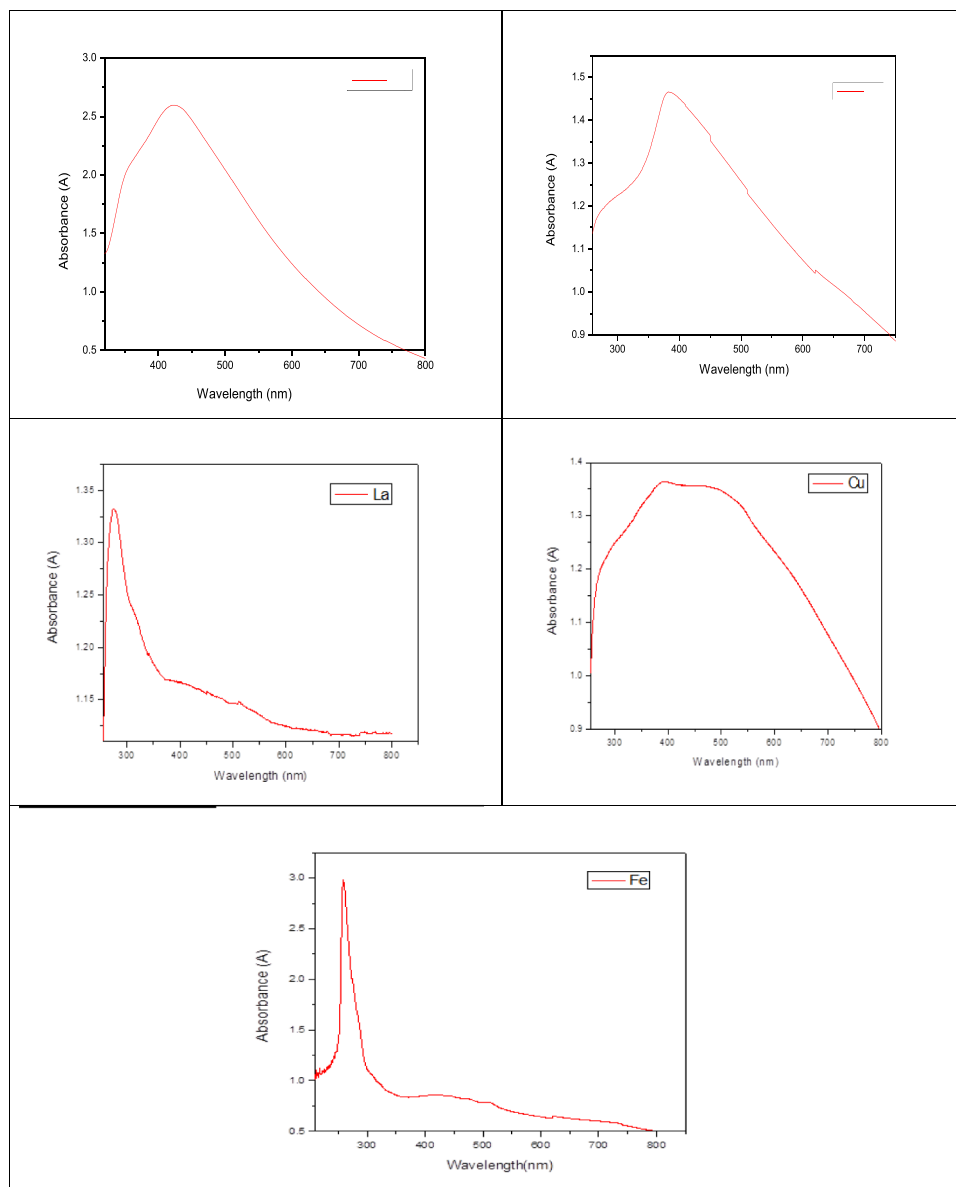 3.0
2.5
2.0
1.5
1.0
0.5
Absorbance (A)
400 500 600 700 800
Wavelength (nm)
1.5
1.4
1.3
1.2
1.1
1.0
0.9
Absorbance (A)
300 400 500 600 700
Wavelength (nm)
La
1.35
1.30
1.25
1.20
1.15
Absorbance (A)
300 400 500 600 700 800
Wavelength (nm)
Cu
1.4
1.3
1.2
1.1
1.0
0.9
Absorbance (A)
300 400 500 600 700 800
Wavelength (nm)
Fe
3.0
2.5
2.0
1.5
1.0
0.5
Absorbance (A)
300 400 500 600 700 800
Wavelength(nm)